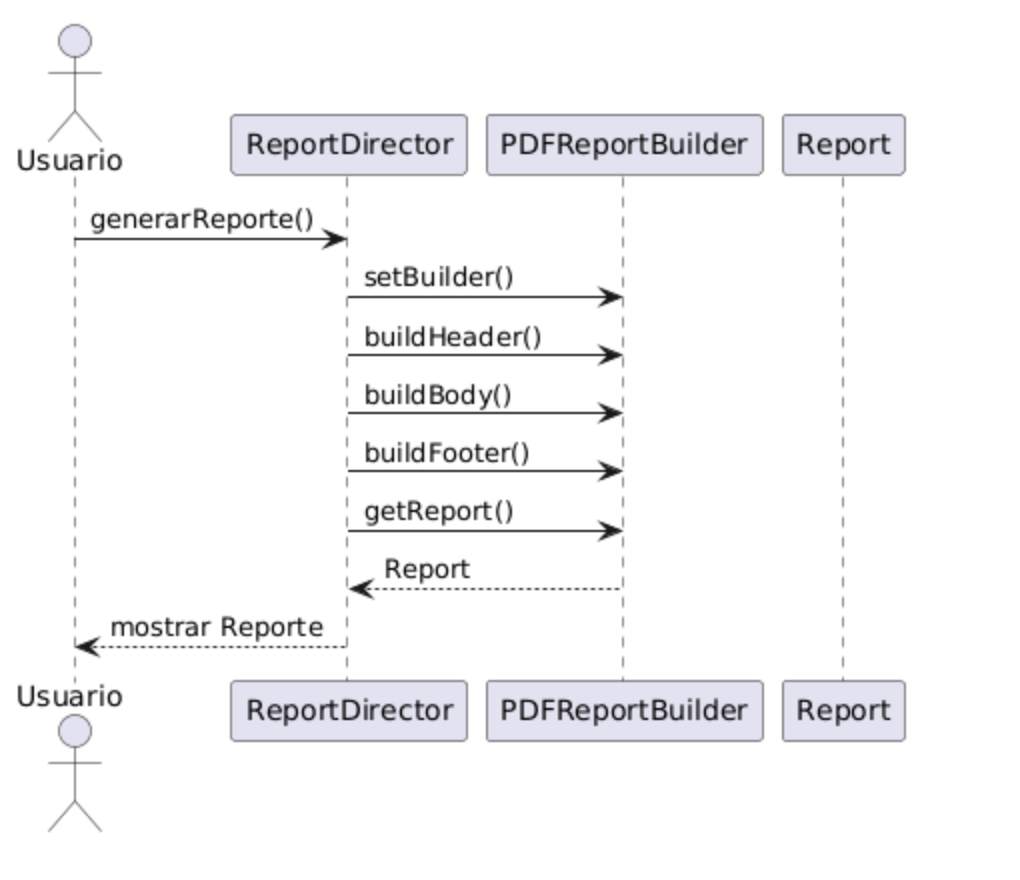 Usuario
ReportDirector
PDFReportBuilder
Report
generarReporte()
setBuilder()
buildHeader()
buildBody()
buildFooter()
getReport()
Report
mostrar Reporte
Usuario
ReportDirector
PDFReportBuilder
Report